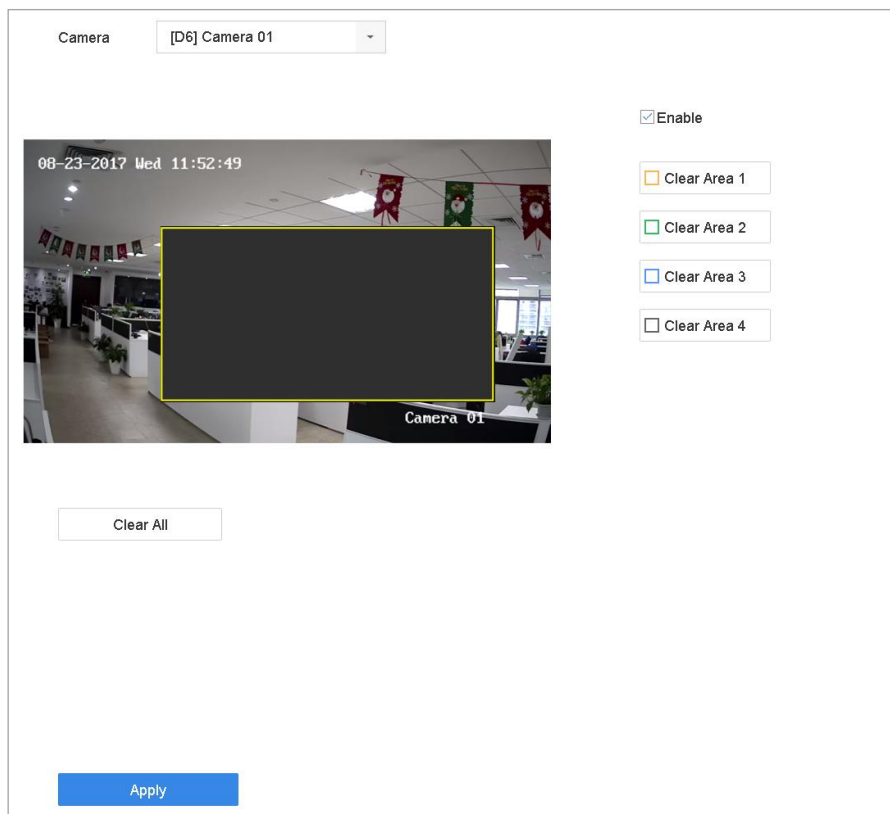 Camera
[D6] Camera 01
Enable
08-23-2017 Wed 11:52:49
Clear Area 1
Clear Area 2
Clear Area 3
Clear Area 4
Camera 01
Clear All
Apply